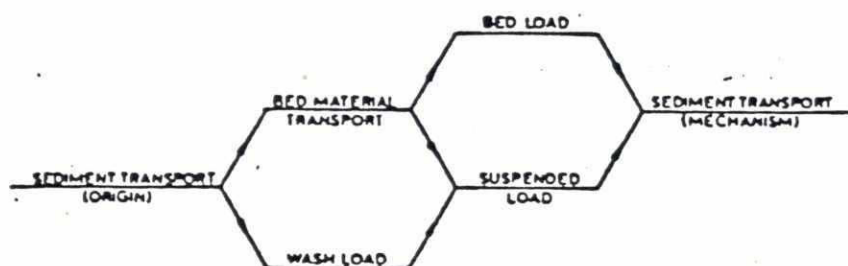 BED LOAD
BED MATERIAL
TRANSPORT
SEDIMENT TRANSPORT
(MECHANISM)
SEDIMENT TRANSPORT
(ORIGIN)
SUSPENDED
LOAD
WASH LOAD